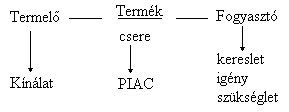 Termelő Termék Fogyasztó
csere
kereslet
Kínálat PIAC igény
szükséglet